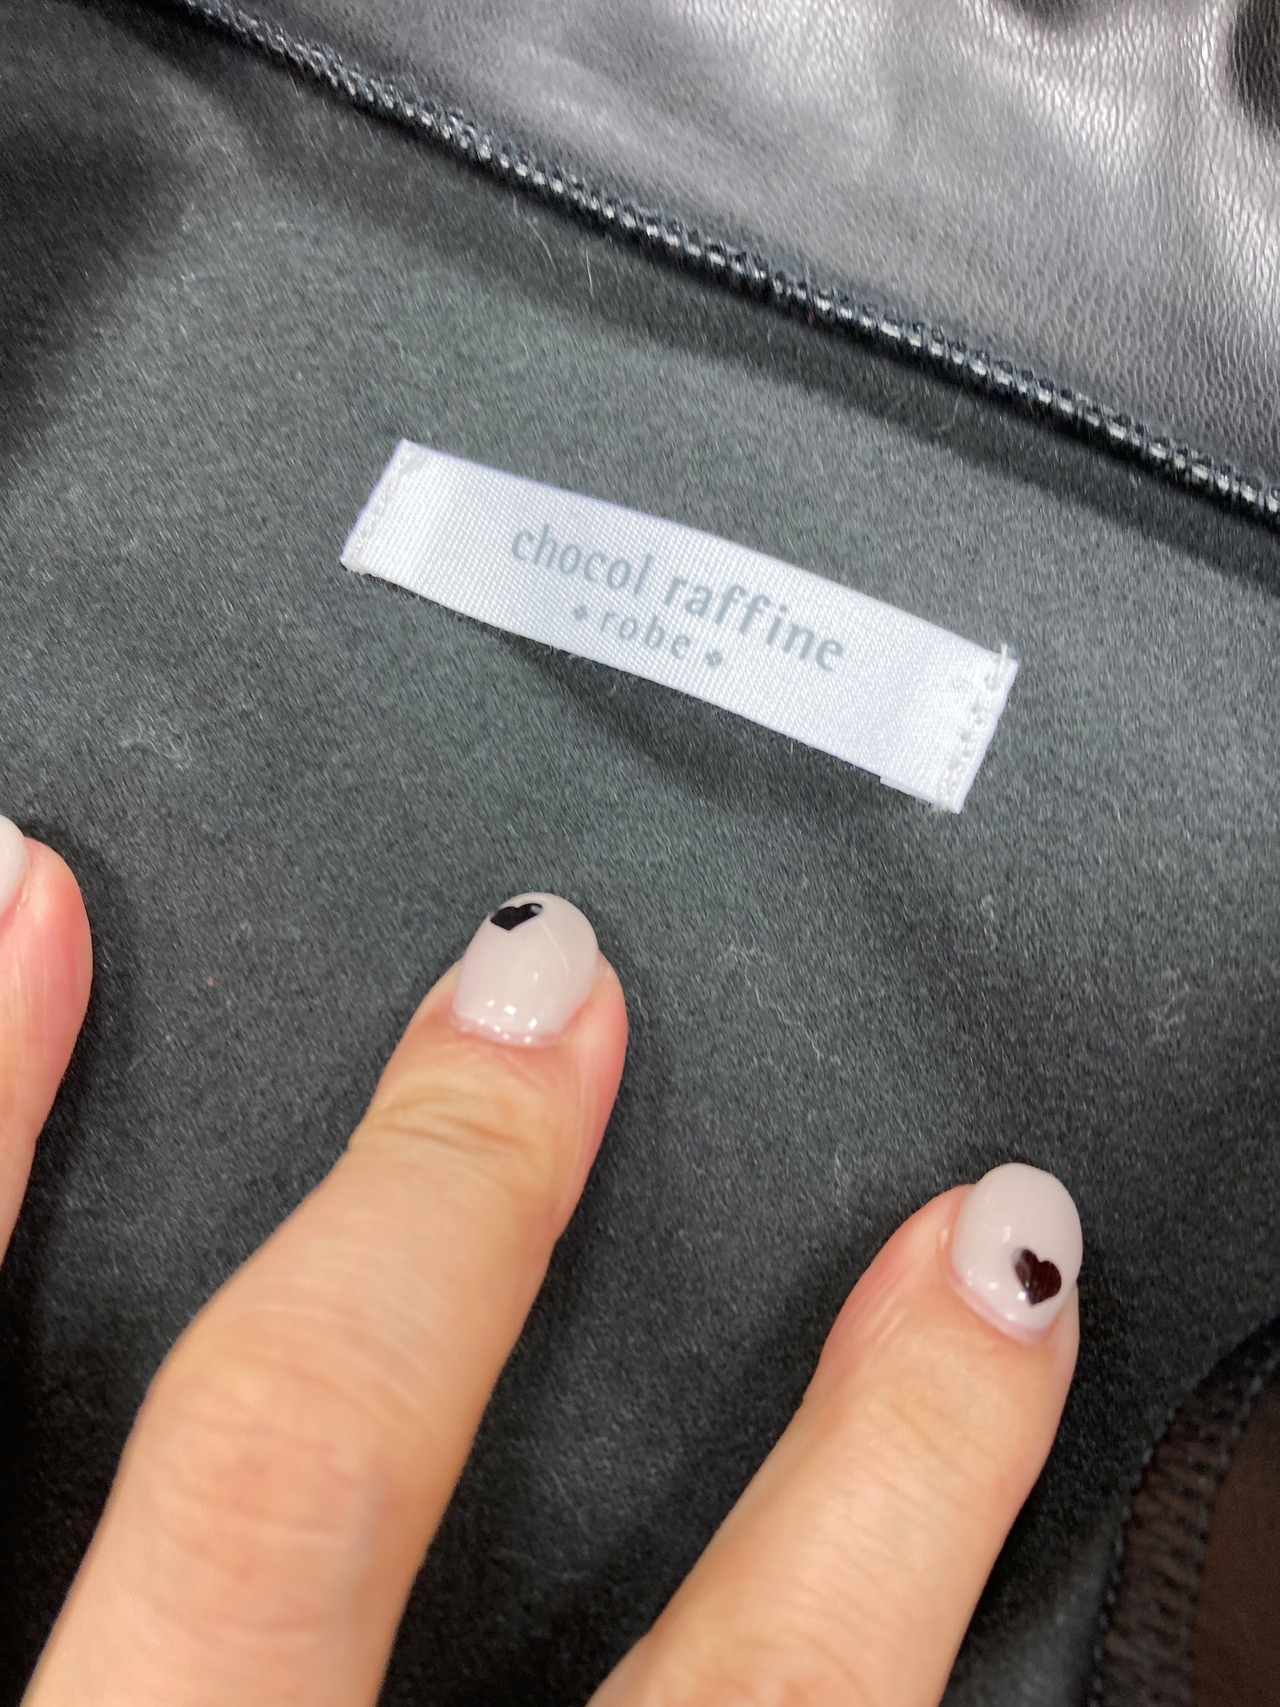 chocol raffine
❖robe❖